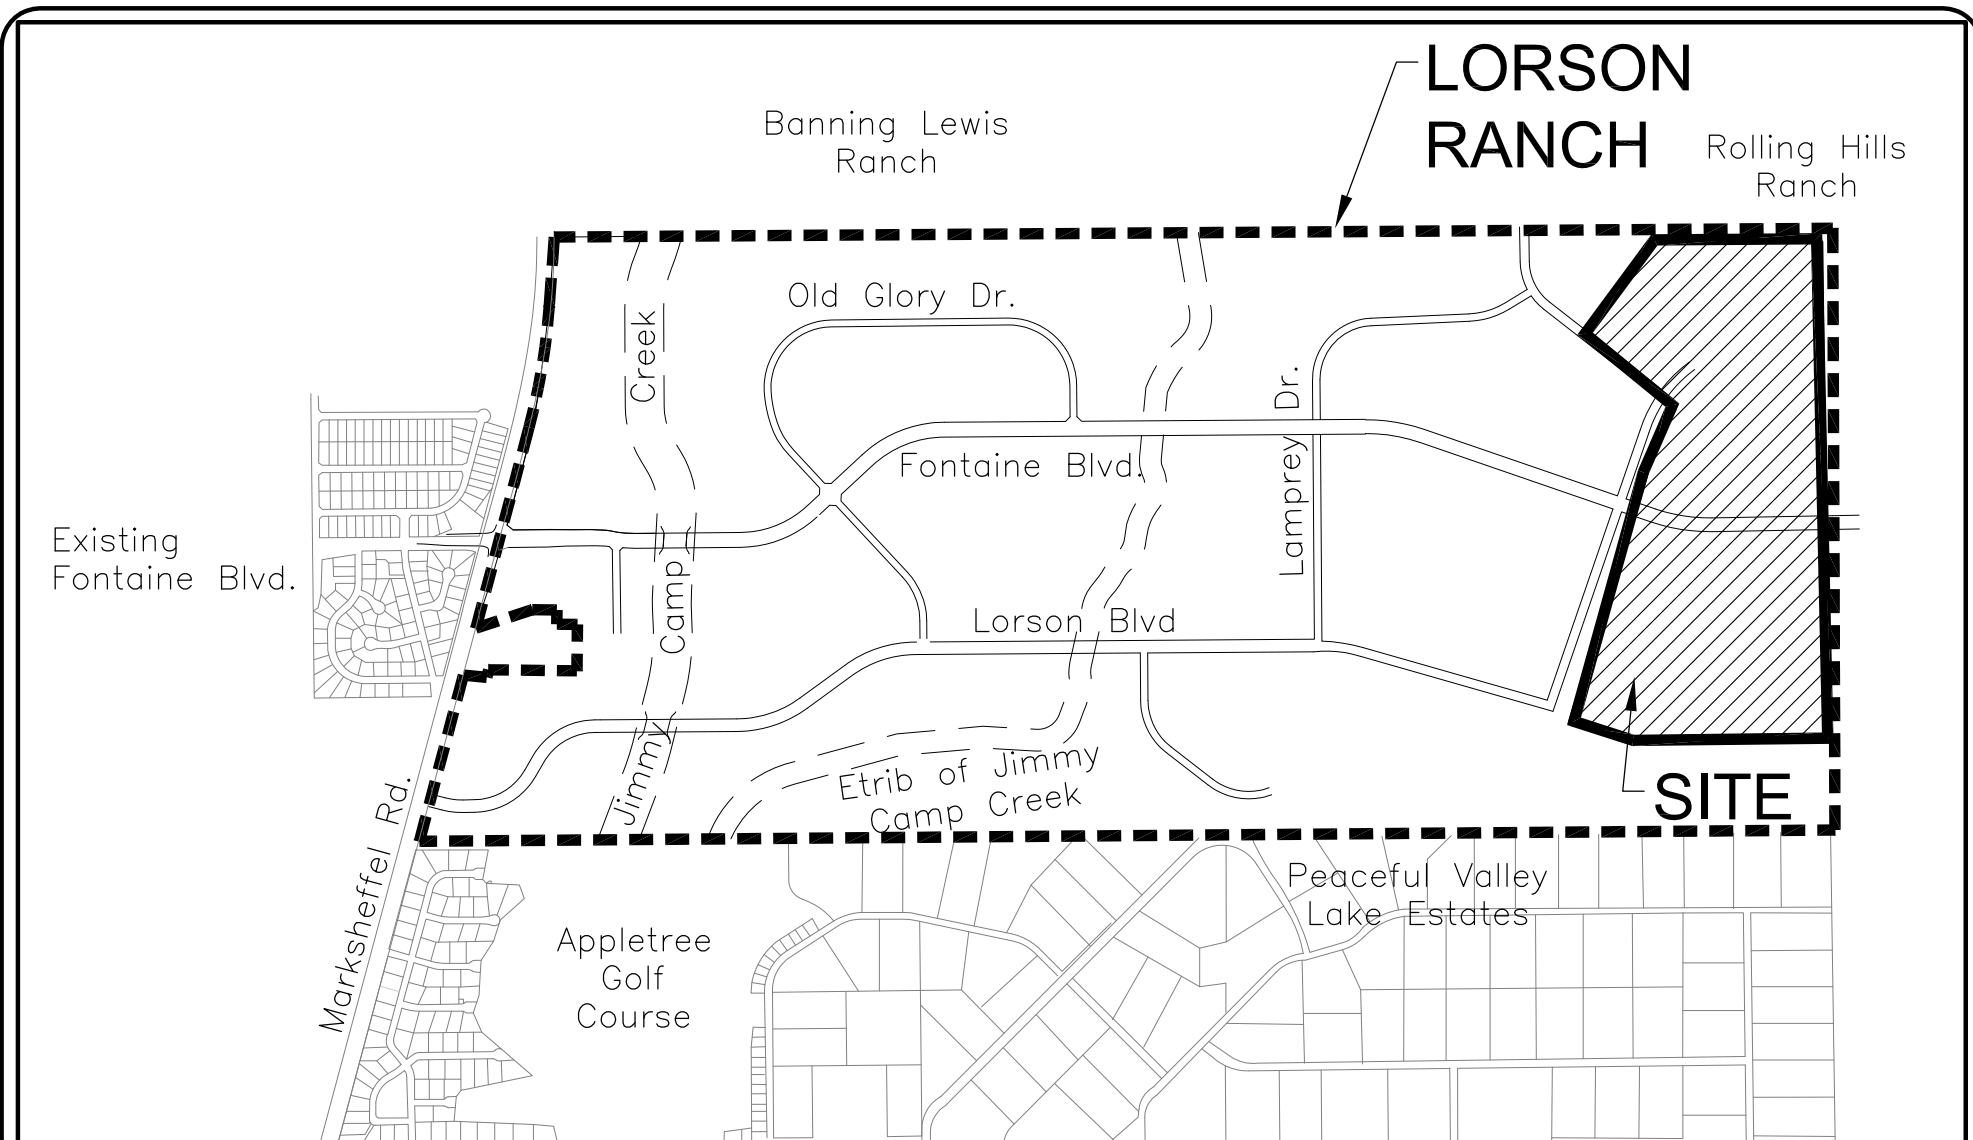 LORSON
RANCH
Banning Lewis
Ranch
Rolling Hills
Ranch
Old Glory Dr.
Creek
Lamprey Dr.
Fontaine Blvd.
Existing
Fontaine Blvd.
Camp
Lorson Blvd
Jimmy
Etrib of Jimmy
Camp Creek
SITE
Marksheffel Rd.
Peaceful Valley
Lake Estates
Appletree
Golf
Course